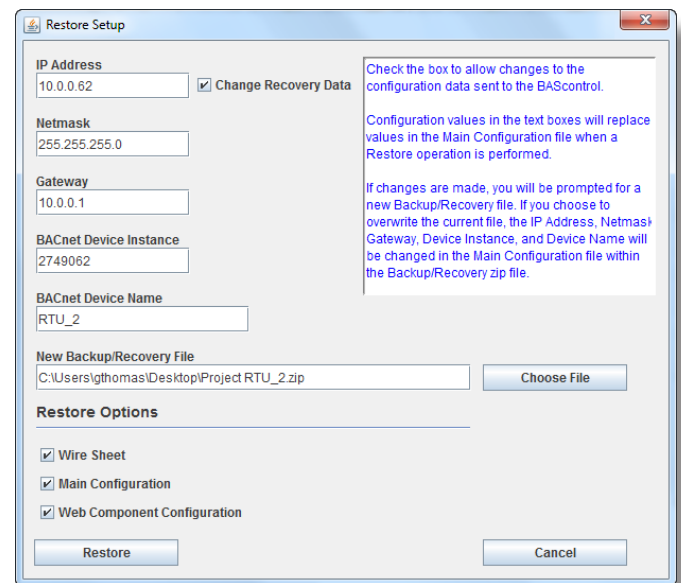 Restore Setup
IP Address
10.0.0.62
Change Recovery Data
Netmask
255.255.255.0
Gateway
10.0.0.1
BACnet Device Instance
2749062
BACnet Device Name
RTU_2
Check the box to allow changes to the
configuration data sent to the BAScontrol.
Configuration values in the text boxes will replace
values in the Main Configuration file when a
Restore operation is performed.
If changes are made, you will be prompted for a
new Backup/Recovery file. If you choose to
overwrite the current file, the IP Address, Netmask
Gateway, Device Instance, and Device Name will
be changed in the Main Configuration file within
the Backup/Recovery zip file.
New Backup/Recovery File
C:\Users\gthomas\Desktop\Project RTU_2.zip
Choose File
Restore Options
Wire Sheet
Main Configuration
Web Component Configuration
Restore
Cancel